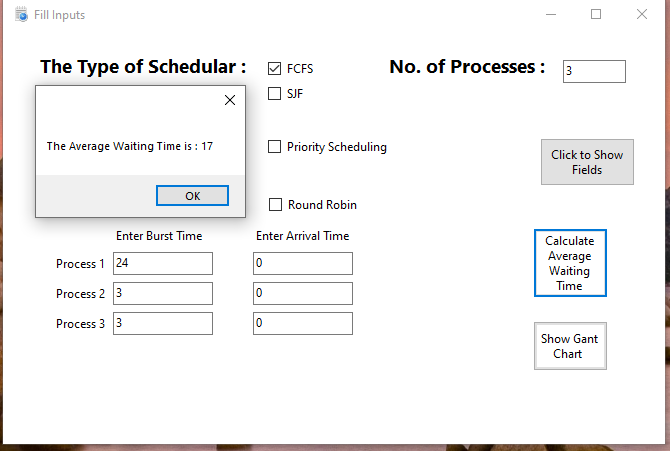 Fill Inputs
The Type of Schedular :
FCFS
No. of Processes :
3
SJF
The Average Waiting Time is : 17
OK
Priority Scheduling
Click to Show
Fields
Round Robin
Enter Burst Time
Enter Arrival Time
Process 1
24
0
Process 2
3
0
Process 3
3
0
Calculate
Average
Waiting
Time
Show Gant
Chart